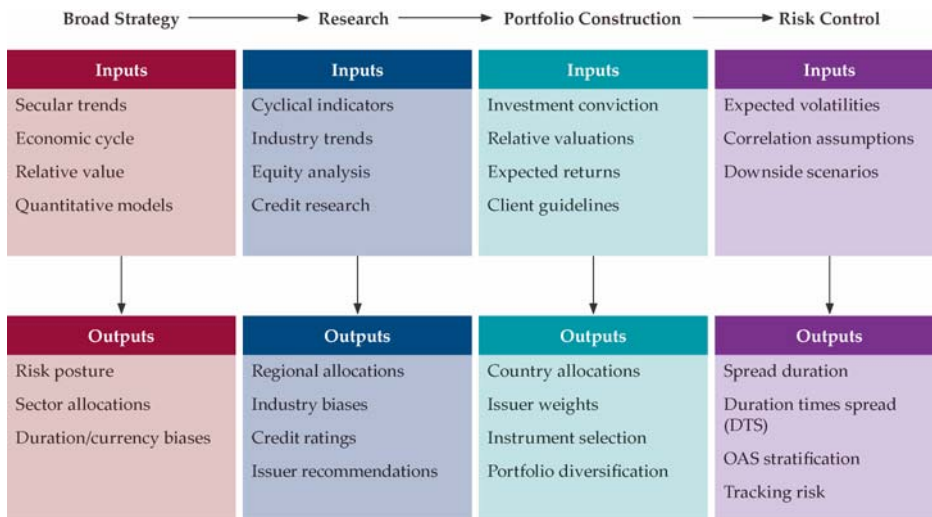 Broad Strategy
Research
Portfolio Construction
Risk Control
Inputs
Secular trends
Economic cycle
Relative value
Quantitative models
Inputs
Cyclical indicators
Industry trends
Equity analysis
Credit research
Inputs
Investment conviction
Relative valuations
Expected returns
Client guidelines
Inputs
Expected volatilities
Correlation assumptions
Downside scenarios
Outputs
Risk posture
Sector allocations
Duration/currency biases
Outputs
Regional allocations
Industry biases
Credit ratings
Issuer recommendations
Outputs
Country allocations
Issuer weights
Instrument selection
Portfolio diversification
Outputs
Spread duration
Duration times spread
(DTS)
OAS stratification
Tracking risk